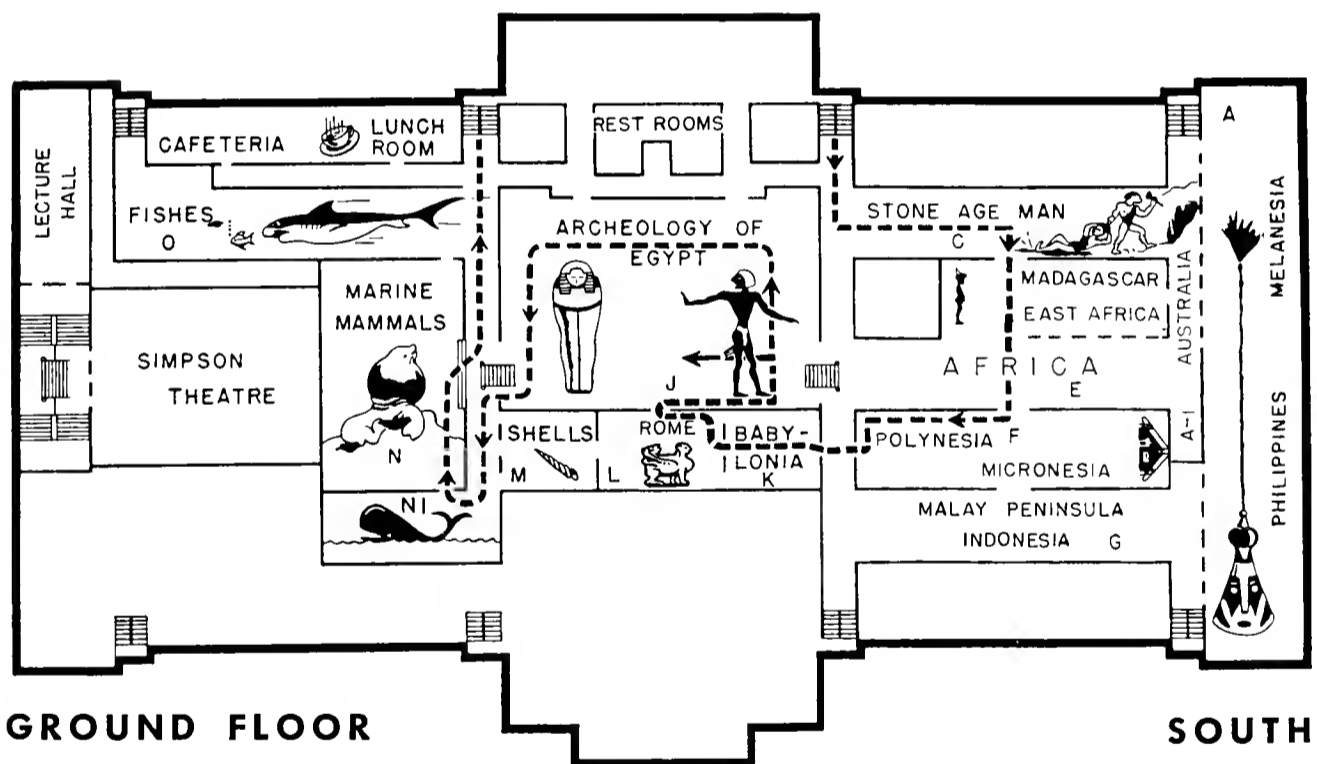 LECTURE
HALL
CAFETERIA
LUNCH
ROOM
REST ROOMS
A
FISHES
O
ARCHEOLOGY OF
EGYPT
STONE AGE MAN
C
MELANESIA
MARINE
MAMMALS
MADAGASCAR
EAST AFRICA
AUSTRALIA
SIMPSON
THEATRE
AFRICA
E
J
N
SHELLS
M
ROME
L
BABY-
LONIA
K
POLYNESIA F
MICRONESIA
A-1
PHILIPPINES
N1
MALAY PENINSULA
INDONESIA G
GROUND FLOOR
SOUTH